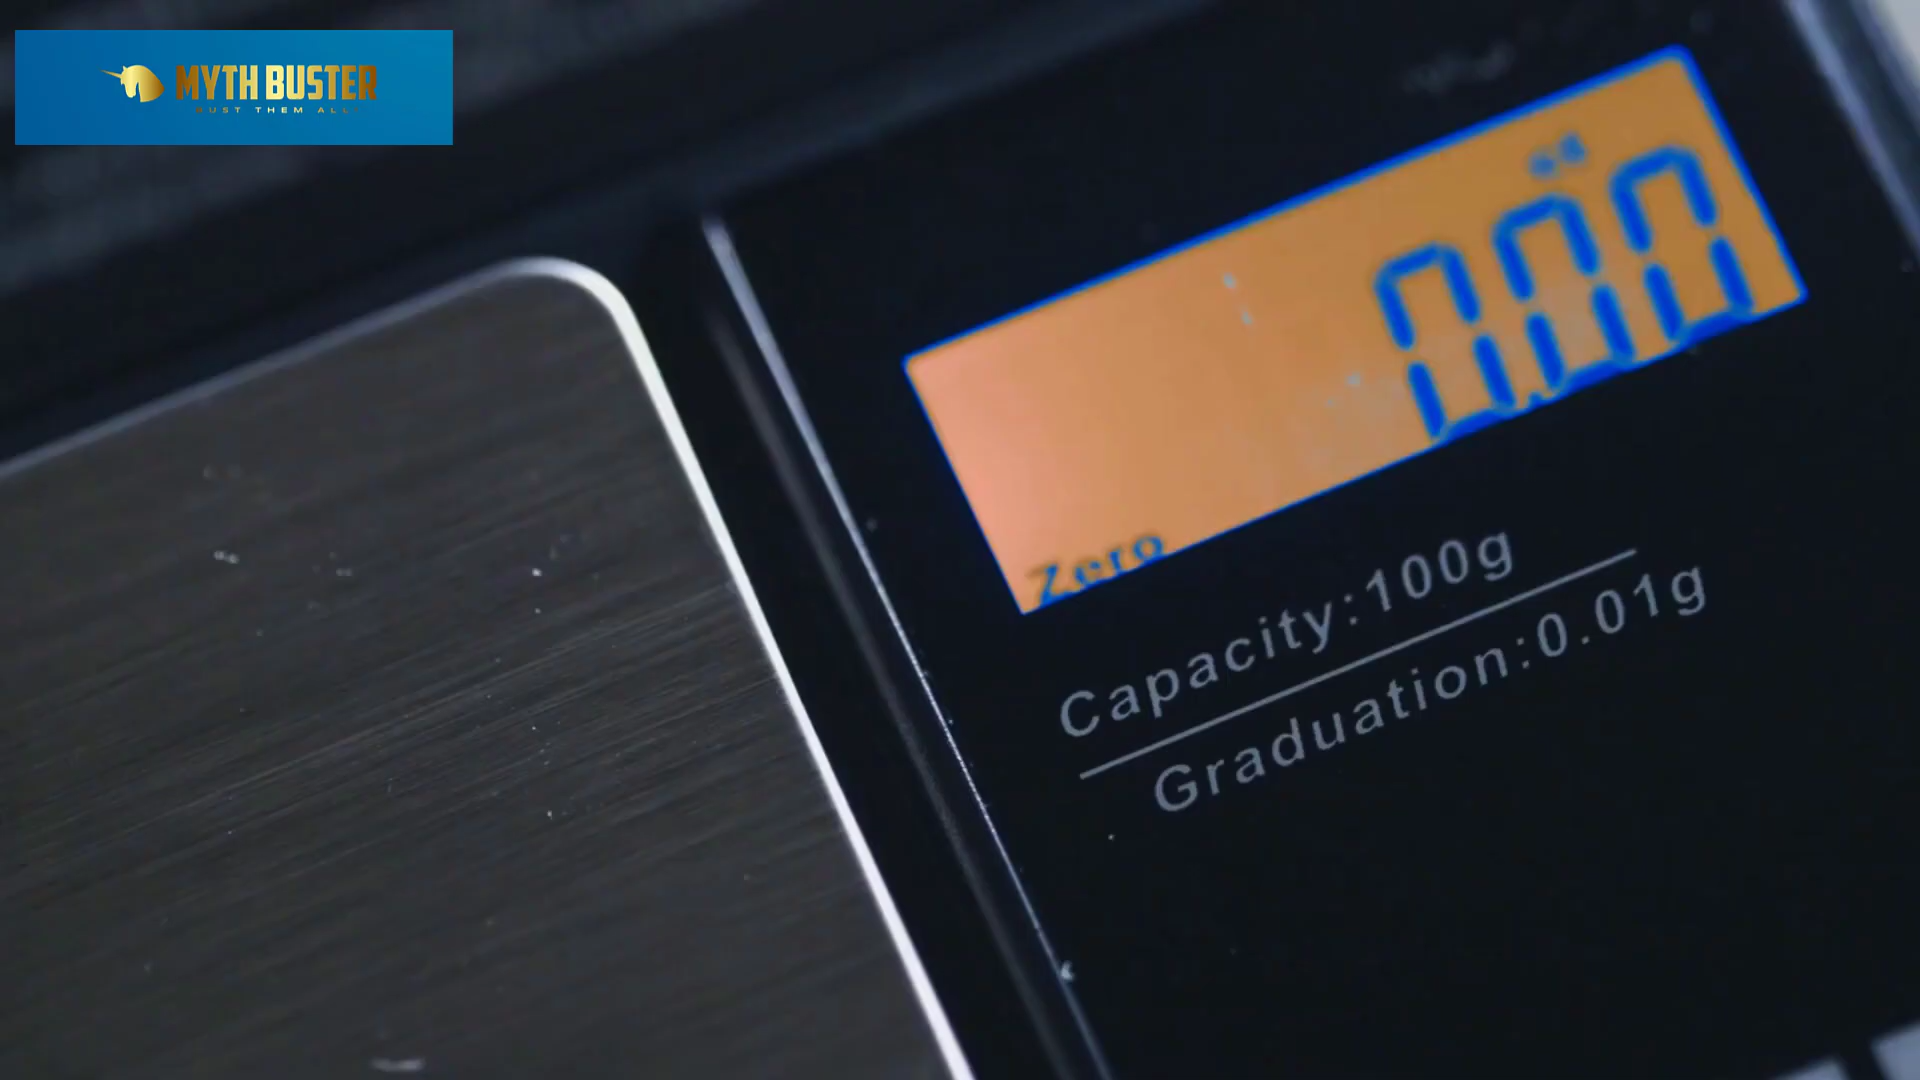 MYTH BUSTER
BUST THEM ALL
0.00
Zero
Capacity:100g
Graduation:0.01g